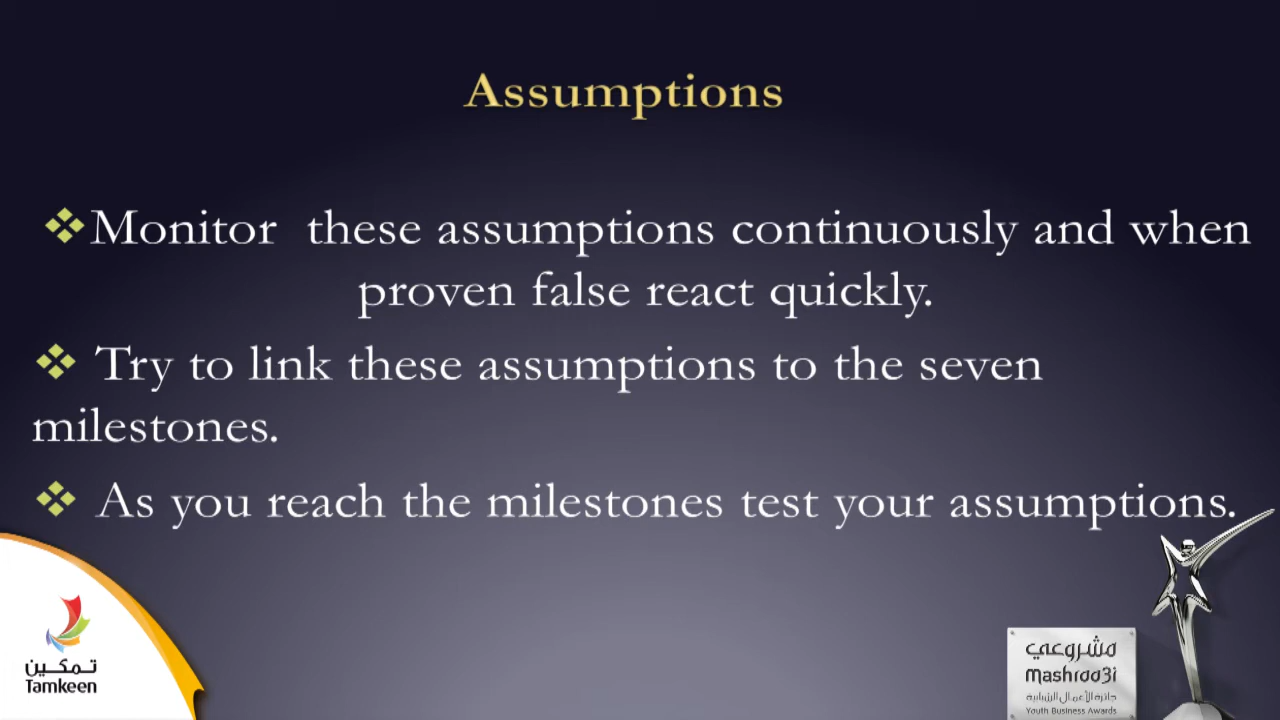 Assumptions
❖Monitor  these assumptions continuously and when
proven false react quickly.
❖ Try to link these assumptions to the seven
milestones.
❖ As you reach the milestones test your assumptions.
تمكين
Tamkeen
مشروعي
mashroo3i
جائزة الأعمال الشبابية
Youth Business Awards